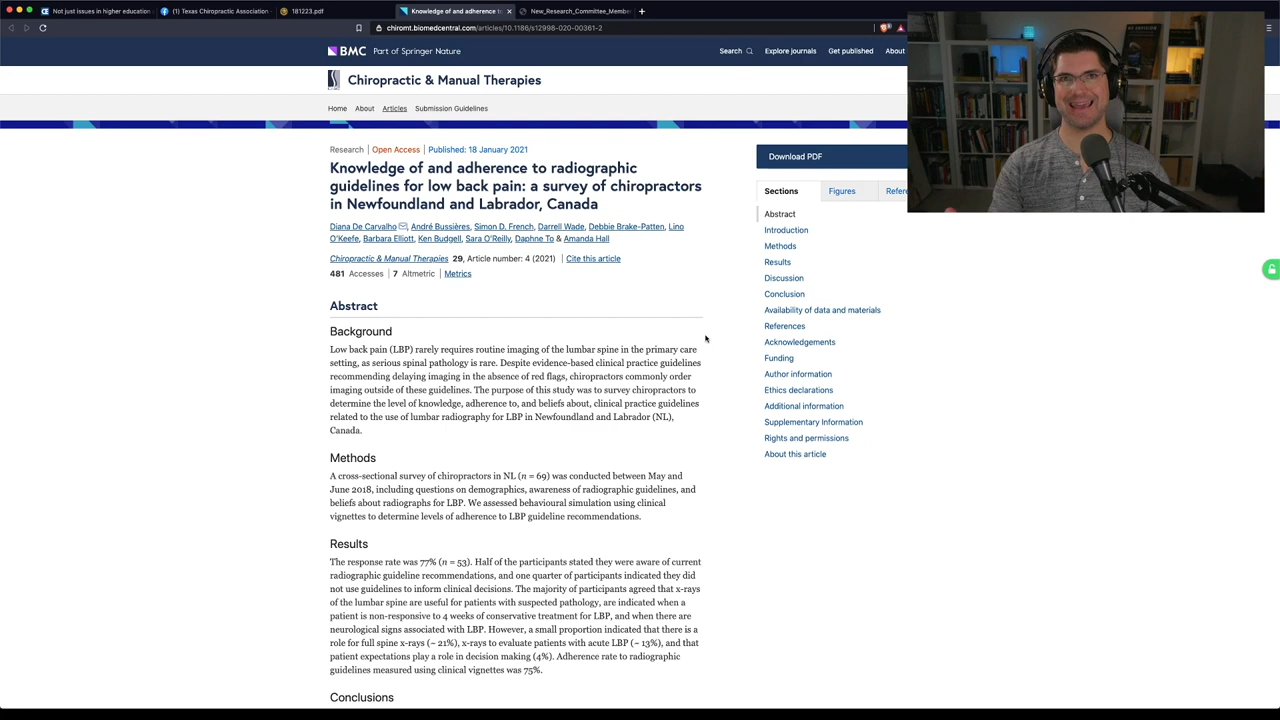 Not just issues in higher education
(1) Texas Chiropractic Association -
181223.pdf
Knowledge of and adherence to
New_Research_Committee_Memb
chiromt.biomedcentral.com/articles/10.1186/s12998-020-00361-2
BMC Part of Springer Nature
Search Explore journals Get published About
Chiropractic & Manual Therapies
Home About Articles Submission Guidelines
Research Open Access Published: 18 January 2021
Knowledge of and adherence to radiographic
guidelines for low back pain: a survey of chiropractors
in Newfoundland and Labrador, Canada
Diana De Carvalho, André Bussières, Simon D. French, Darrell Wade, Debbie Brake-Patten, Lino
O'Keefe, Barbara Elliott, Ken Budgell, Sara O'Reilly, Daphne To & Amanda Hall
Chiropractic & Manual Therapies 29, Article number: 4 (2021) Cite this article
481 Accesses 7 Altmetric Metrics
Abstract
Background
Low back pain (LBP) rarely requires routine imaging of the lumbar spine in the primary care
setting, as serious spinal pathology is rare. Despite evidence-based clinical practice guidelines
recommending delaying imaging in the absence of red flags, chiropractors commonly order
imaging outside of these guidelines. The purpose of this study was to survey chiropractors to
determine the level of knowledge, adherence to, and beliefs about, clinical practice guidelines
related to the use of lumbar radiography for LBP in Newfoundland and Labrador (NL),
Canada.
Methods
A cross-sectional survey of chiropractors in NL (n = 69) was conducted between May and
June 2018, including questions on demographics, awareness of radiographic guidelines, and
beliefs about radiographs for LBP. We assessed behavioural simulation using clinical
vignettes to determine levels of adherence to LBP guideline recommendations.
Results
The response rate was 77% (n = 53). Half of the participants stated they were aware of current
radiographic guideline recommendations, and one quarter of participants indicated they did
not use guidelines to inform clinical decisions. The majority of participants agreed that x-rays
of the lumbar spine are useful for patients with suspected pathology, are indicated when a
patient is non-responsive to 4 weeks of conservative treatment for LBP, and when there are
neurological signs associated with LBP. However, a small proportion indicated that there is a
role for full spine x-rays (~ 21%), x-rays to evaluate patients with acute LBP (~ 13%), and that
patient expectations play a role in decision making (4%). Adherence rate to radiographic
guidelines measured using clinical vignettes was 75%.
Conclusions
Download PDF
Sections Figures Refere
Abstract
Introduction
Methods
Results
Discussion
Conclusion
Availability of data and materials
References
Acknowledgements
Funding
Author information
Ethics declarations
Additional information
Supplementary Information
Rights and permissions
About this article